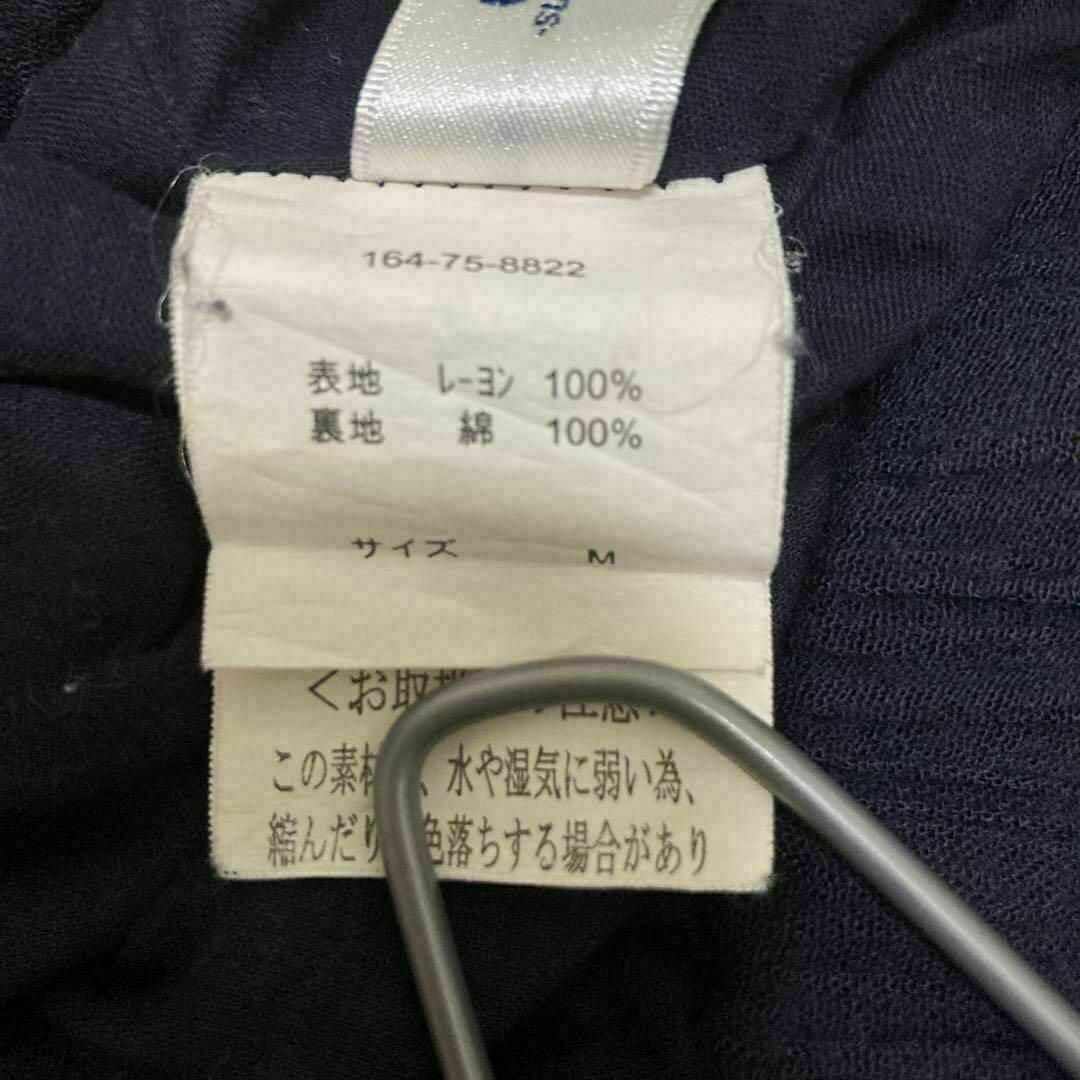 164-75-8822
表地 レーヨン 100%
裏地 綿 100%
サイズ M
<お取
この素材 、水や湿気に弱い為、
縮んだり 色落ちする場合があり